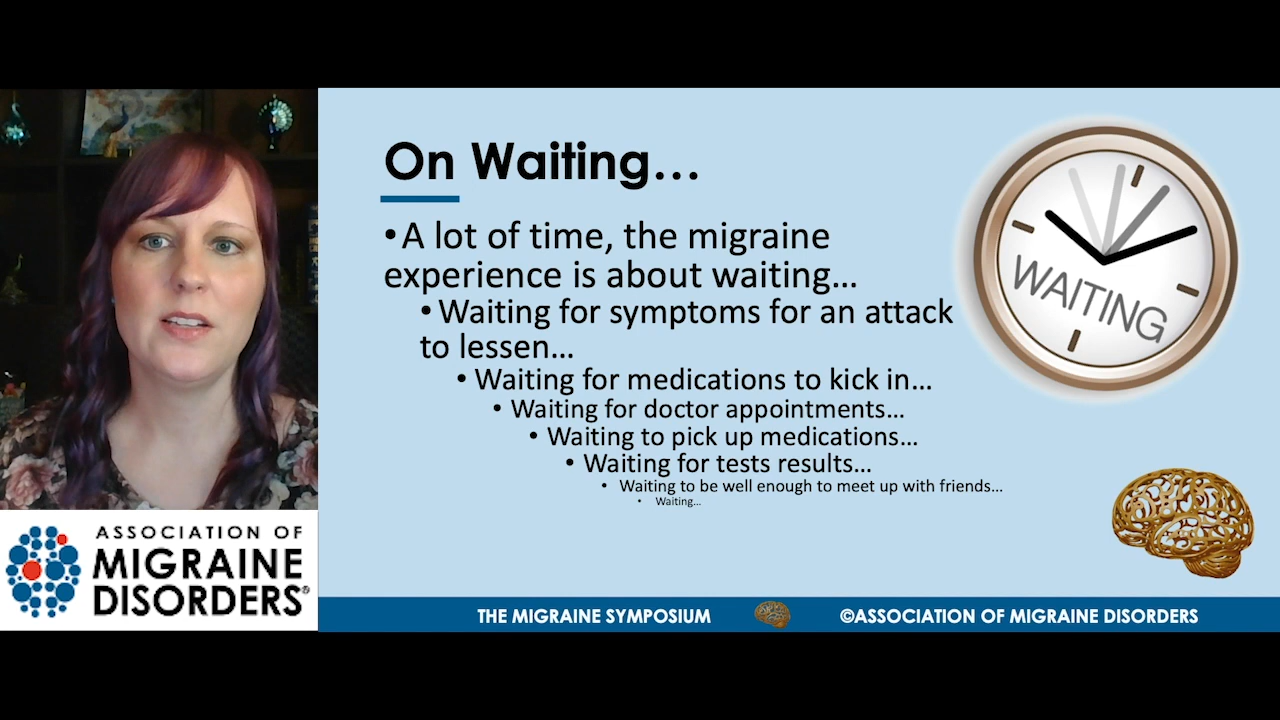 On Waiting…
•A lot of time, the migraine
experience is about waiting…
• Waiting for symptoms for an attack
to lessen…
• Waiting for medications to kick in…
• Waiting for doctor appointments…
• Waiting to pick up medications…
• Waiting for tests results…
• Waiting to be well enough to meet up with friends…
• Waiting…
WAITING
ASSOCIATION OF
MIGRAINE
DISORDERS®
THE MIGRAINE SYMPOSIUM
©ASSOCIATION OF MIGRAINE DISORDERS